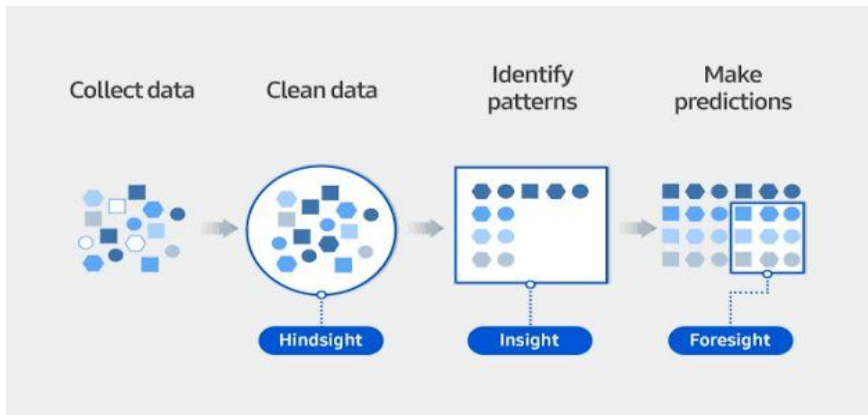 Collect data
Clean data
Identify
patterns
Make
predictions
Hindsight
Insight
Foresight